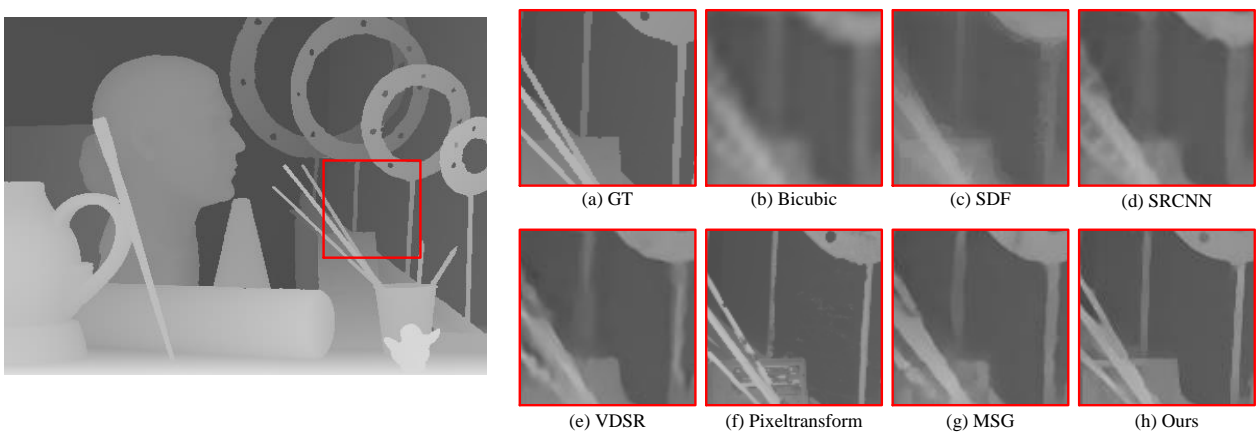 (a) GT
(b) Bicubic
(c) SDF
(d) SRCNN
(e) VDSR
(f) Pixeltransform
(g) MSG
(h) Ours